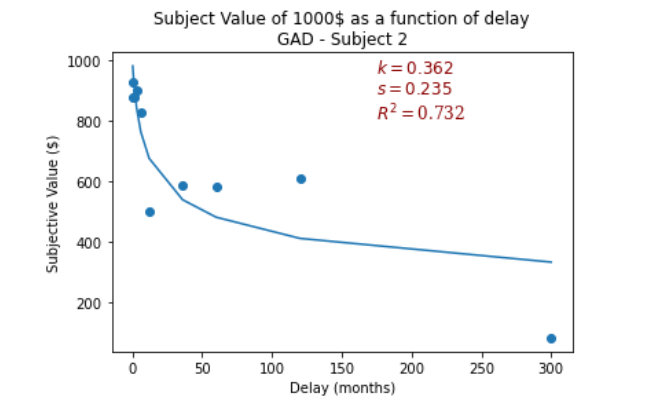 Subject Value of 1000$ as a function of delay
GAD - Subject 2
k = 0.362
s = 0.235
R² = 0.732
Subjective Value ($)
1000
800
600
400
200
0 50 100 150 200 250 300
Delay (months)